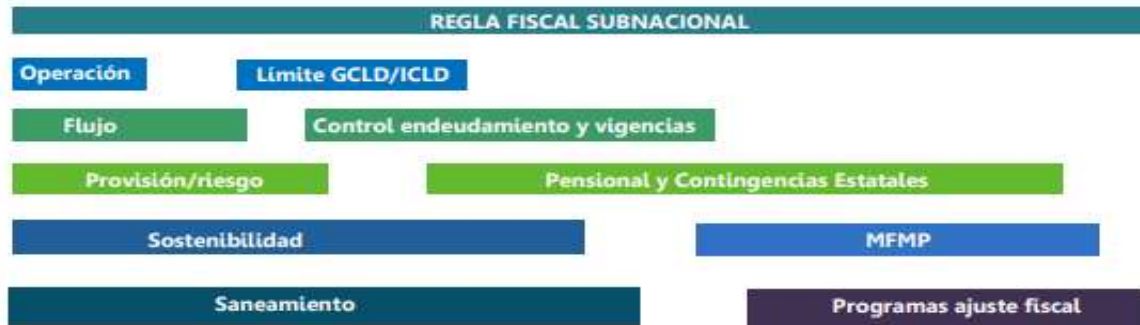 REGLA FISCAL SUBNACIONAL
Operación Límite GCLD/ICLD
Flujo Control endeudamiento y vigencias
Provisión/riesgo Pensional y Contingencias Estatales
Sostenibilidad MFMP
Saneamiento Programas ajuste fiscal